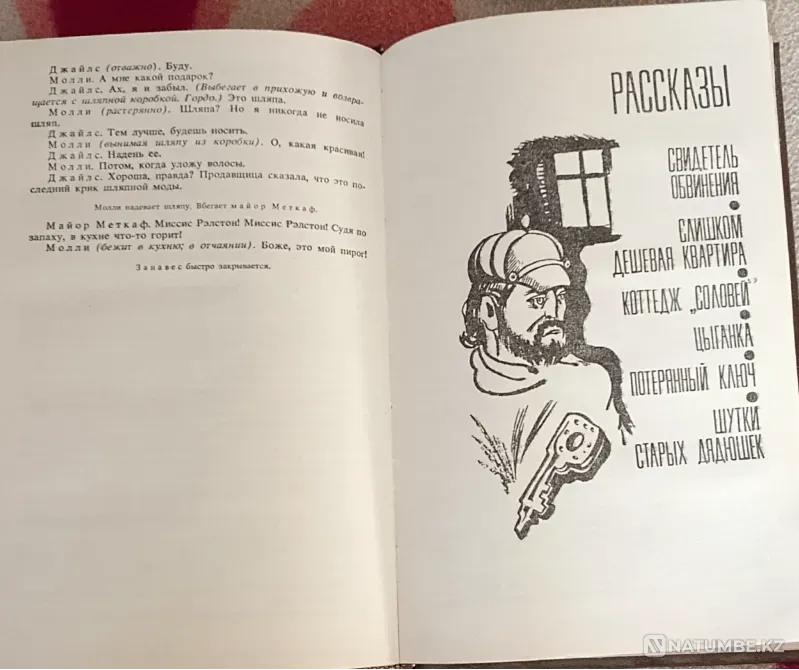 Джайлс (отважно). Буду.
Молли. А мне какой подарок?
Джайлс. Ах, я и забыл. (Выбегает в прихожую и возвра-
щается с шляпной коробкой. Гордо.) Это шляпа.
Молли (растерянно). Шляпа? Но я никогда не носила
шляп.
Джайлс. Тем лучше, будешь носить.
Молли (вынимая шляпу из коробки). О, какая красивая!
Джайлс. Надень ее.
Молли. Потом, когда уложу волосы.
Джайлс. Хороша, правда? Продавщица сказала, что это по-
следний крик шляпной моды.
Молли надевает шляпу. Вбегает майор Меткаф.
Майор Меткаф. Миссис Рэлстон! Миссис Рэлстон! Судя по
запаху, в кухне что-то горит!
Молли (бежит в кухню; в отчаянии). Боже, это мой пирог!
Занавес быстро закрывается.
РАССКАЗЫ
СВИДЕТЕЛЬ
ОБВИНЕНИЯ
СЛИШКОМ
ДЕШЕВАЯ КВАРТИРА
КОТТЕДЖ „СОЛОВЕЙ"
ЦЫГАНКА
ПОТЕРЯННЫЙ КЛЮЧ
ШУТКИ
СТАРЫХ ДЯДЮШЕК
NATUMBE.KZ